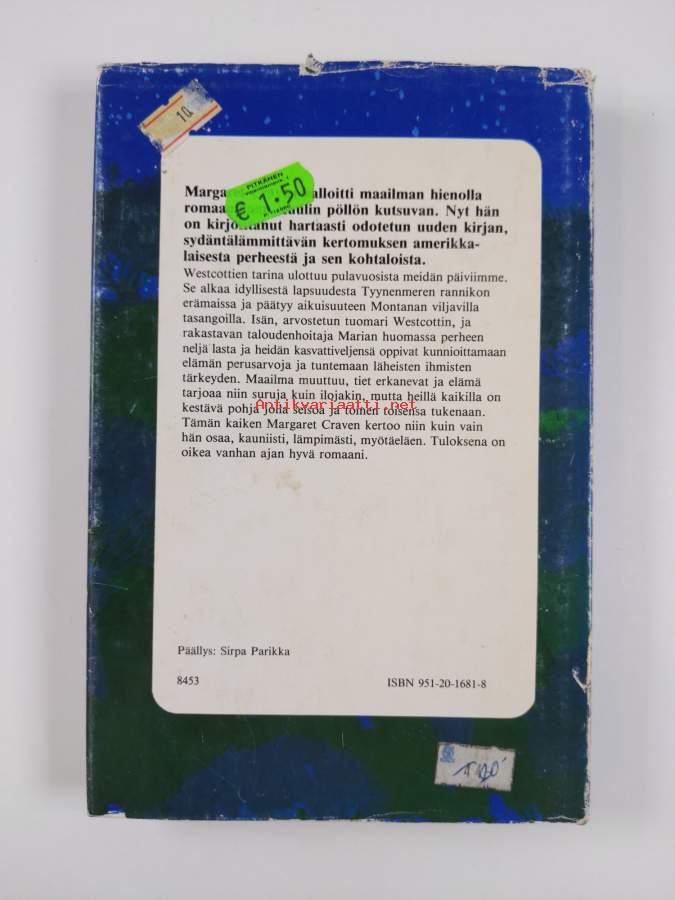 10
PITKÄNEN
€ 1.50
Marga alloitti maailman hienolla
romaa ulin pöllön kutsuvan. Nyt hän
on kirjoittanut hartaasti odotetun uuden kirjan,
sydäntälämmittävän kertomuksen amerikka-
laisesta perheestä ja sen kohtaloista.
Westcottien tarina ulottuu pulavuosista meidän päiviimme.
Se alkaa idyllisestä lapsuudesta Tyynenmeren rannikon
erämaissa ja päätyy aikuisuuteen Montanan viljavilla
tasangoilla. Isän, arvostetun tuomari Westcottin, ja
rakastavan taloudenhoitaja Marian huomassa perheen
neljä lasta ja heidän kasvattiveljensä oppivat kunnioittamaan
elämän perusarvoja ja tuntemaan läheisten ihmisten
tärkeyden. Maailma muuttuu, tiet erkanevat ja elämä
tarjoaa niin suruja kuin ilojakin, mutta heillä kaikilla on
Antikvariaatti.net
kestävä pohja jolla seisoa ja toinen toisensa tukenaan.
Tämän kaiken Margaret Craven kertoo niin kuin vain
hän osaa, kauniisti, lämpimästi, myötäeläen. Tuloksena on
oikea vanhan ajan hyvä romaani.
Päällys: Sirpa Parikka
8453 ISBN 951-20-1681-8